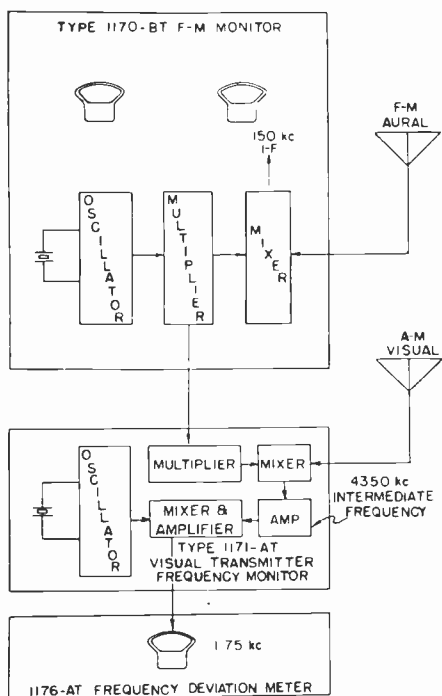 TYPE 1170-BT F-M MONITOR
150 kc
I-F
F-M
AURAL
OSCILLATOR
MULTIPLIER
MIXER
A-M
VISUAL
OSCILLATOR
MULTIPLIER
MIXER
4350 kc
INTERMEDIATE
FREQUENCY
MIXER &
AMPLIFIER
AMP
TYPE 1171-AT
VISUAL TRANSMITTER
FREQUENCY MONITOR
1.75 kc
1176-AT FREQUENCY DEVIATION METER